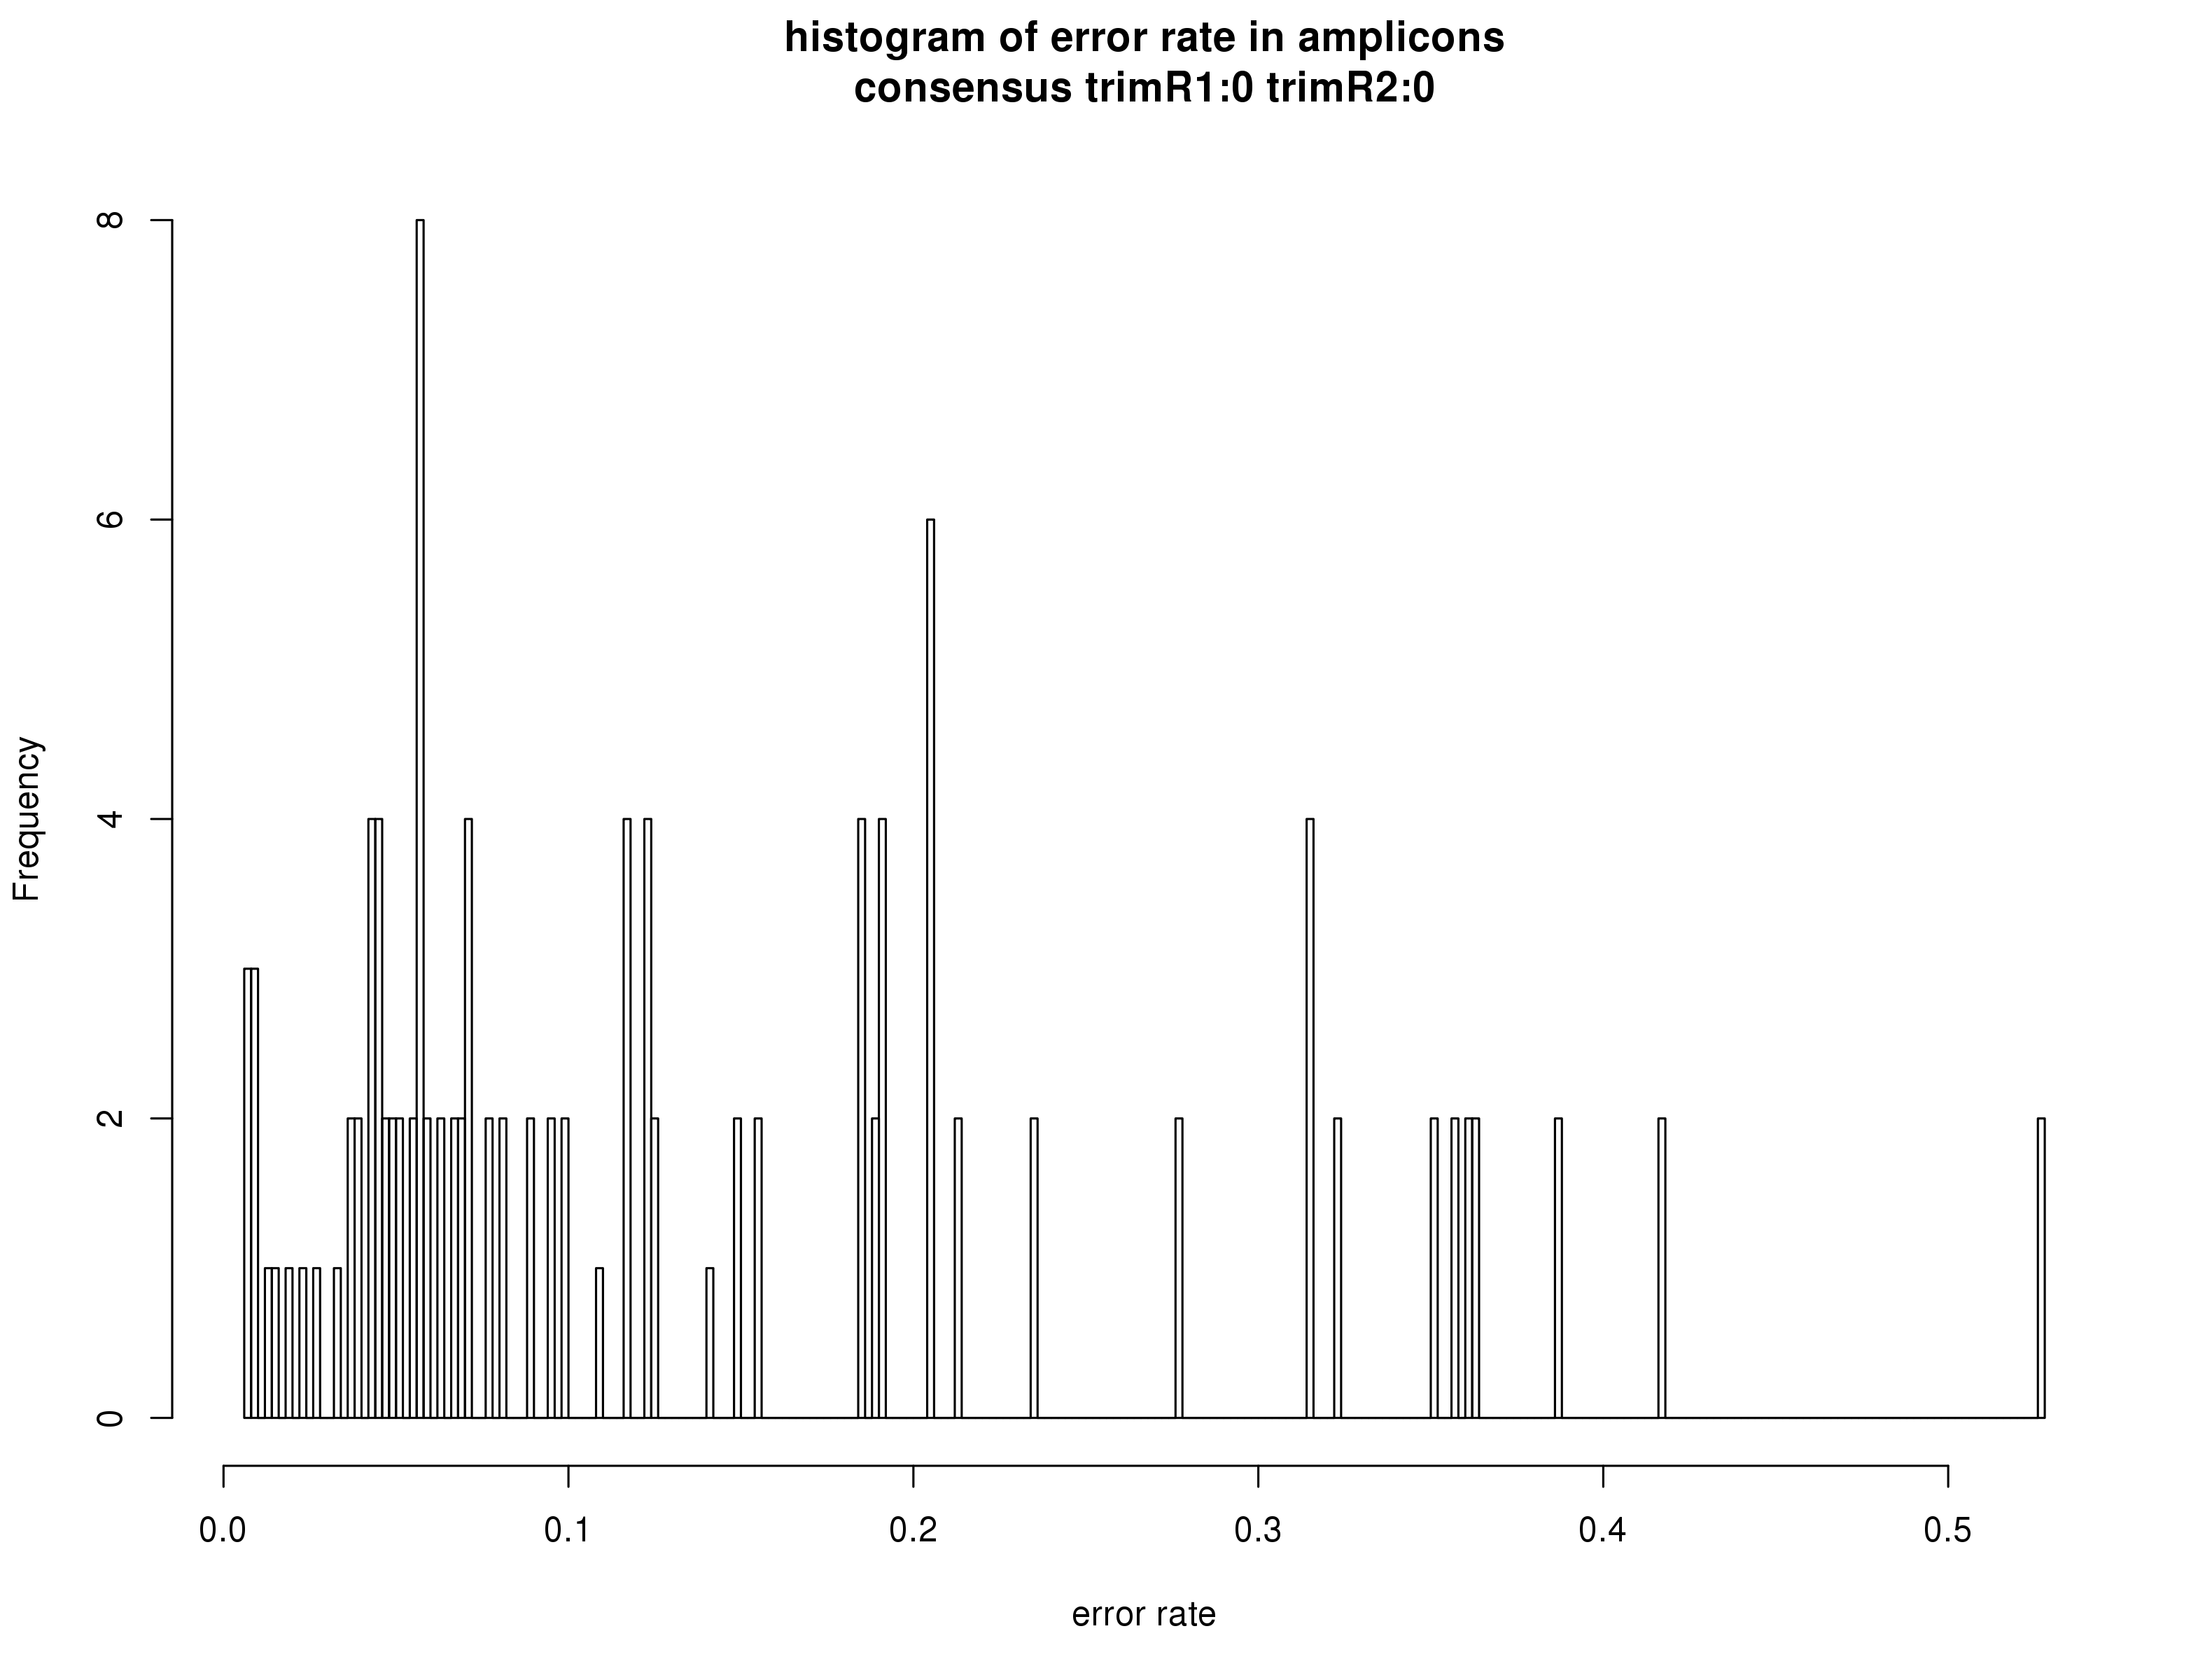 histogram of error rate in amplicons
consensus trimR1:0 trimR2:0
8
6
4
2
0
Frequency
0.0 0.1 0.2 0.3 0.4 0.5
error rate